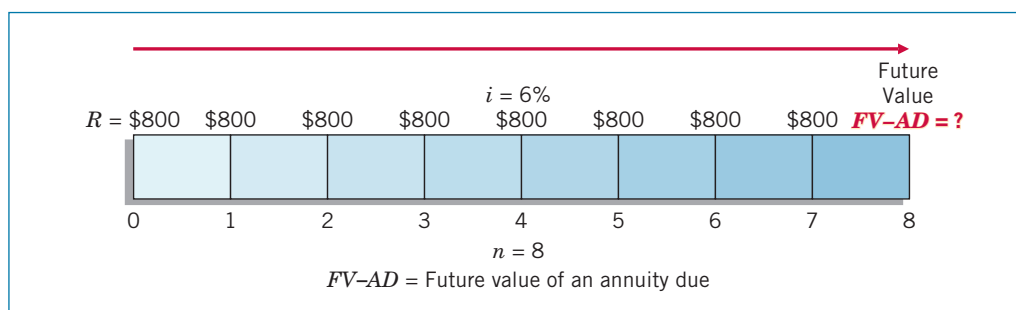 Future
Value
i = 6%
R = $800 $800 $800 $800 $800 $800 $800 $800 FV–AD = ?
0 1 2 3 4 5 6 7 8
n = 8
FV–AD = Future value of an annuity due